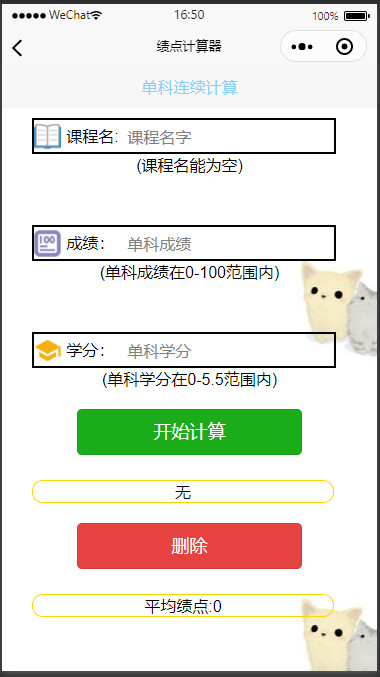 WeChat 16:50 100%
绩点计算器
单科连续计算
课程名: 课程名字
(课程名能为空)
100
成绩： 单科成绩
(单科成绩在0-100范围内)
学分： 单科学分
(单科学分在0-5.5范围内)
开始计算
无
删除
平均绩点:0